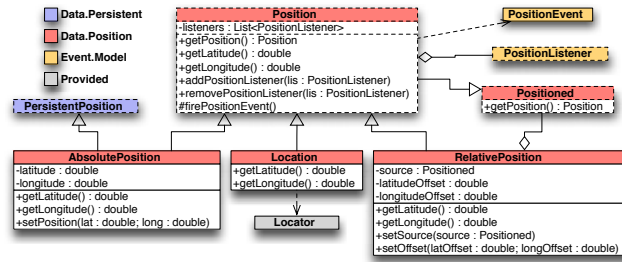 Data.Persistent
Data.Position
Event.Model
Provided
Position
-listeners : List<PositionListener>
+getPosition() : Position
+getLatitude() : double
+getLongitude() : double
+addPositionListener(lis : PositionListener)
+removePositionListener(lis : PositionListener)
#firePositionEvent()
PositionEvent
PositionListener
Positioned
+getPosition() : Position
PersistentPosition
AbsolutePosition
-latitude : double
-longitude : double
+getLatitude() : double
+getLongitude() : double
+setPosition(lat : double; long : double)
Location
+getLatitude() : double
+getLongitude() : double
Locator
RelativePosition
-source : Positioned
-latitudeOffset : double
-longitudeOffset : double
+getLatitude() : double
+getLongitude() : double
+setSource(source : Positioned)
+setOffset(latOffset : double; longOffset : double)